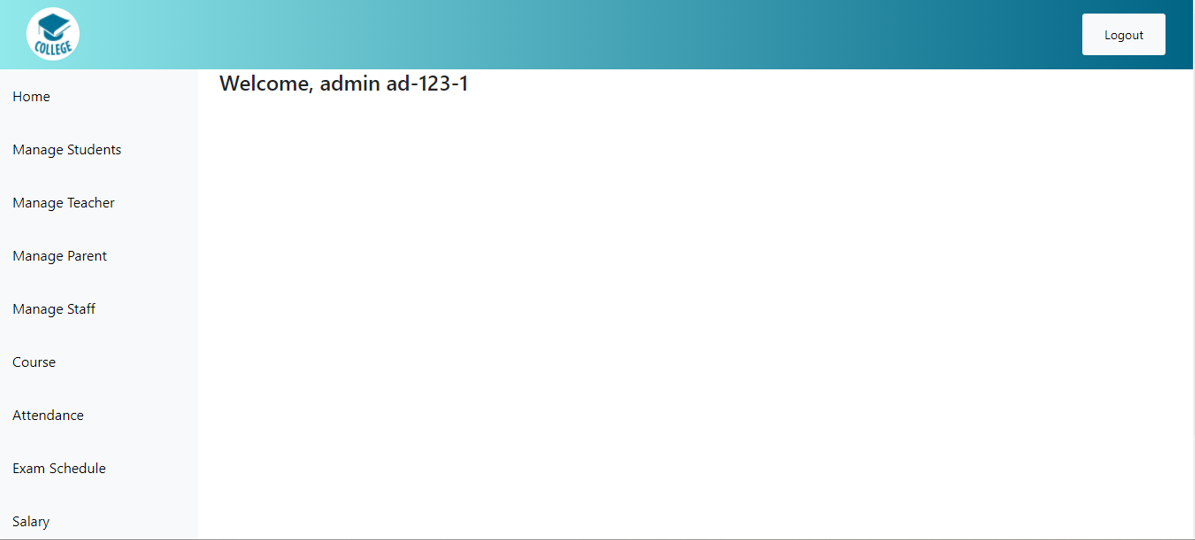 COLLEGE
Logout
Home
Welcome, admin ad-123-1
Manage Students
Manage Teacher
Manage Parent
Manage Staff
Course
Attendance
Exam Schedule
Salary